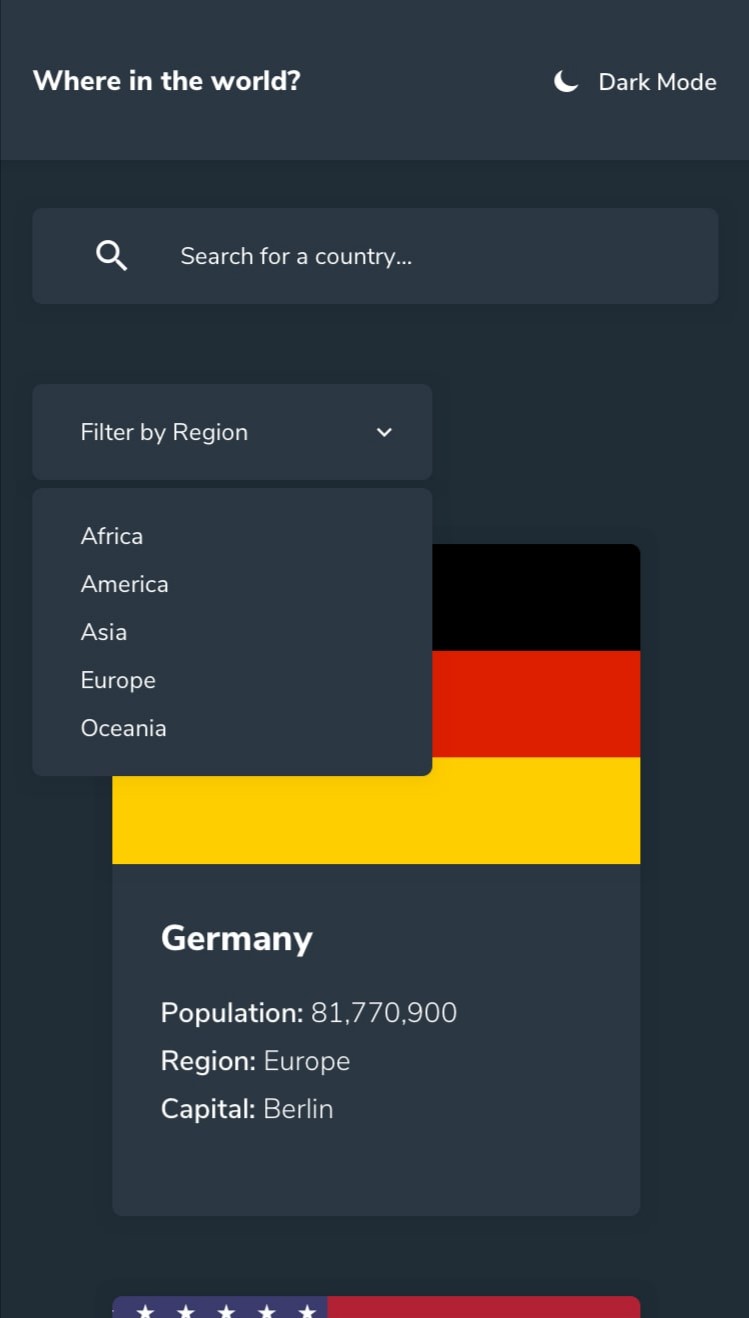 Where in the world?
Dark Mode
Search for a country...
Filter by Region
Africa
America
Asia
Europe
Oceania
Germany
Population: 81,770,900
Region: Europe
Capital: Berlin